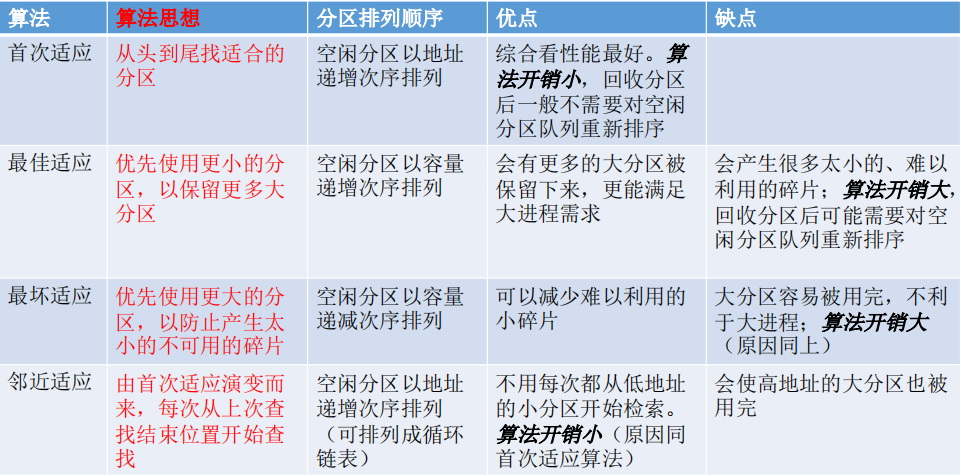 算法
算法思想
分区排列顺序
优点
缺点
首次适应
从头到尾找适合的
分区
空闲分区以地址
递增次序排列
综合看性能最好。算
法开销小，回收分区
后一般不需要对空闲
分区队列重新排序
最佳适应
优先使用更小的分
区，以保留更多大
分区
空闲分区以容量
递增次序排列
会有更多的大分区被
保留下来，更能满足
大进程需求
会产生很多太小的、难以
利用的碎片；算法开销大，
回收分区后可能需要对空
闲分区队列重新排序
最坏适应
优先使用更大的分
区，以防止产生太
小的不可用的碎片
空闲分区以容量
递减次序排列
可以减少难以利用的
小碎片
大分区容易被用完，不利
于大进程；算法开销大
（原因同上）
邻近适应
由首次适应演变而
来，每次从上次查
找结束位置开始查
找
空闲分区以地址
递增次序排列
（可排列成循环
链表）
不用每次都从低地址
的小分区开始检索。
算法开销小（原因同
首次适应算法）
会使高地址的大分区也被
用完